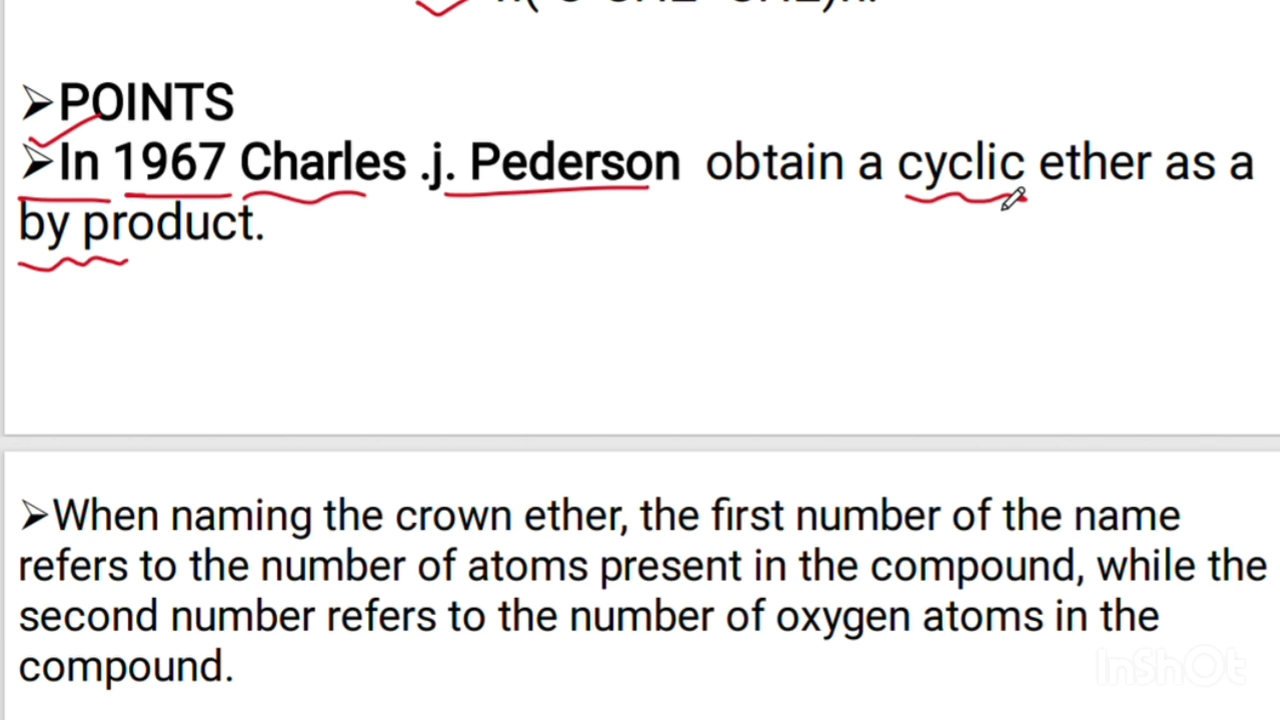 ➢POINTS
➢In 1967 Charles .j. Pederson obtain a cyclic ether as a
by product.
➢When naming the crown ether, the first number of the name
refers to the number of atoms present in the compound, while the
second number refers to the number of oxygen atoms in the
compound.
InShOt